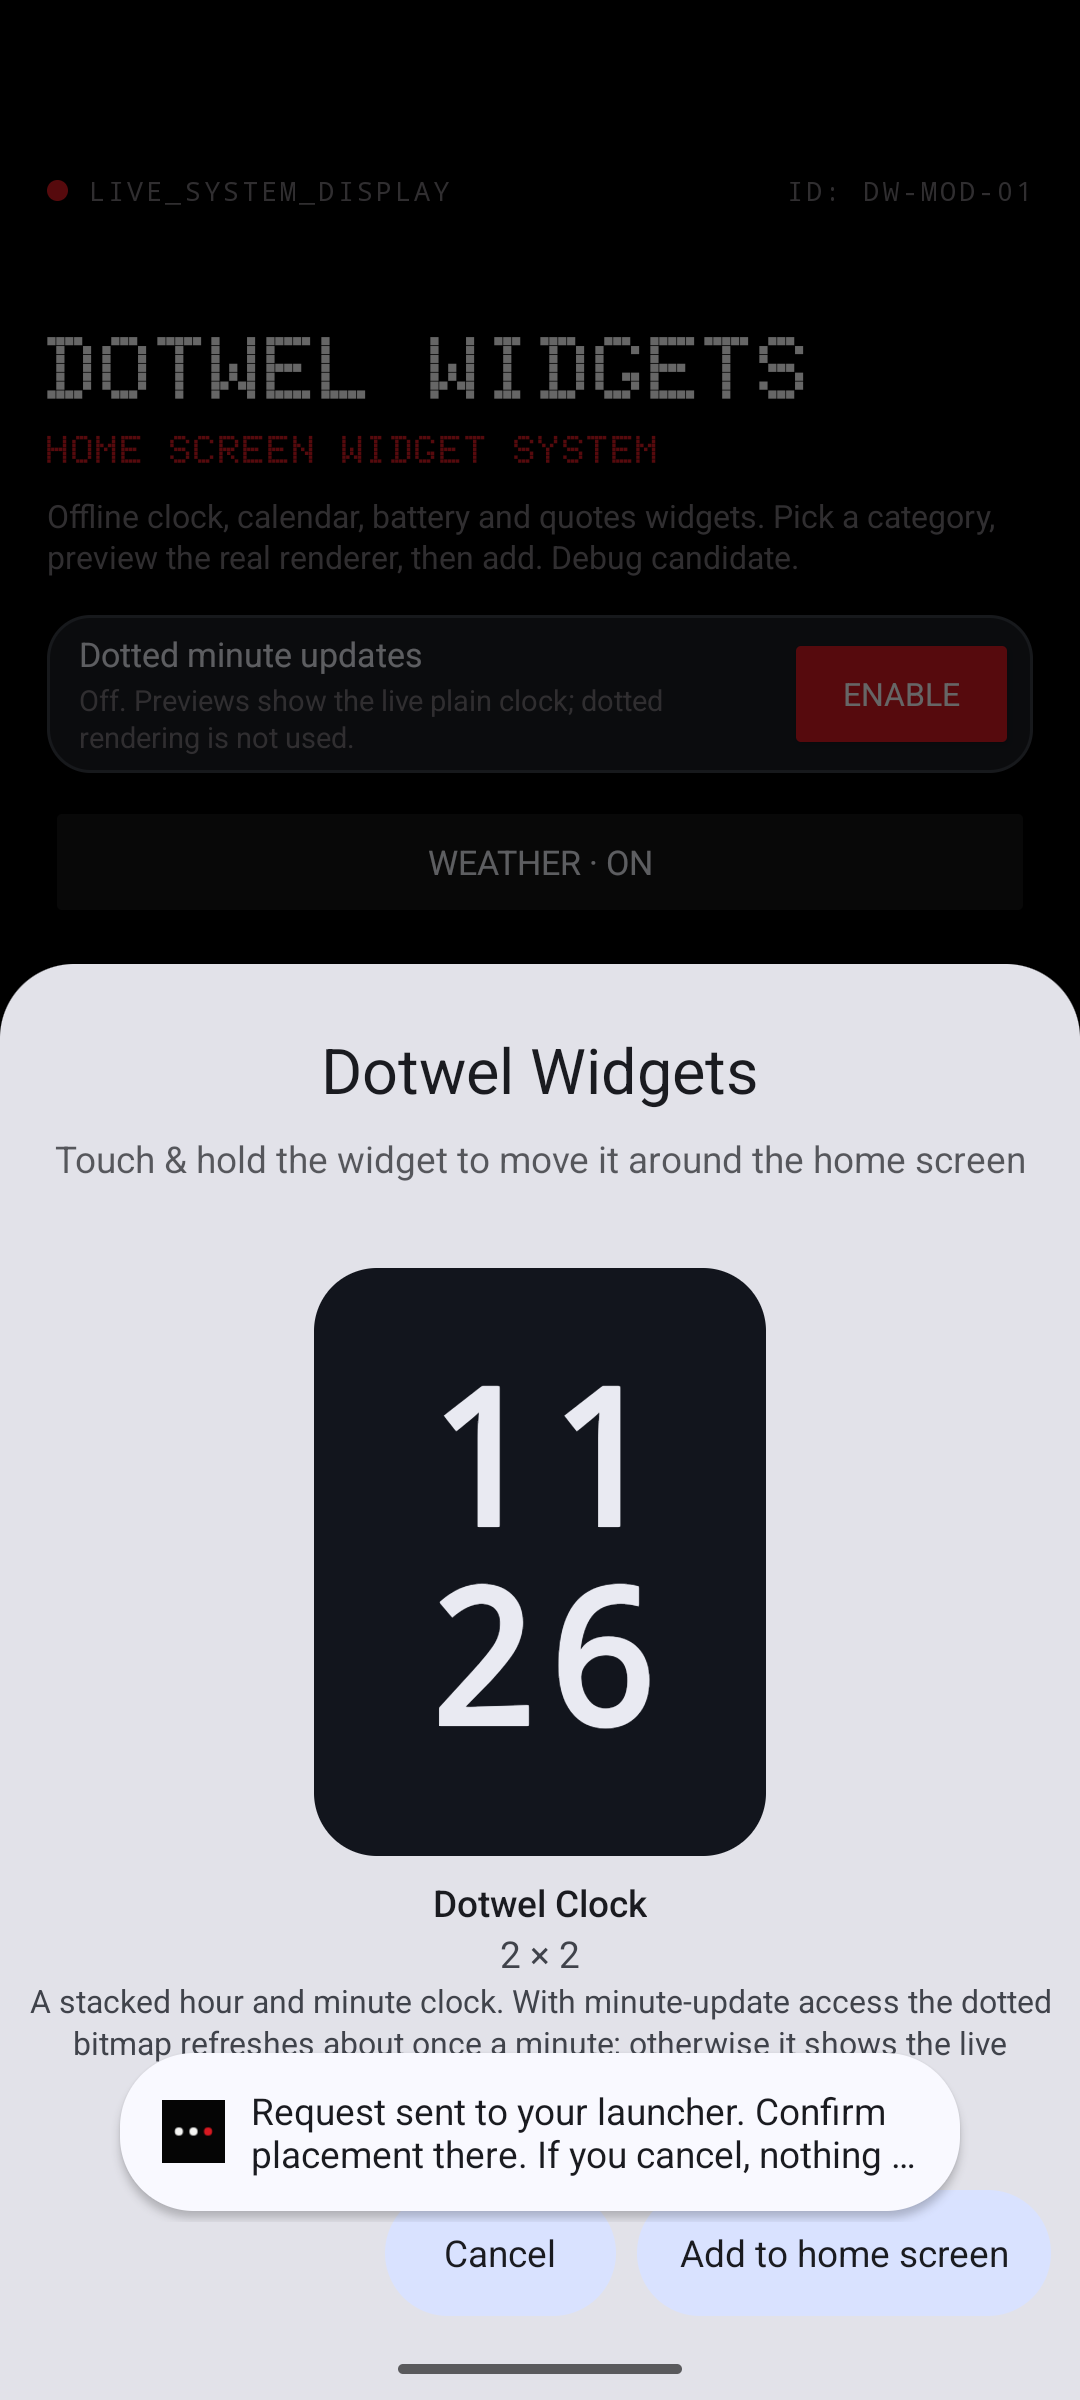 LIVE_SYSTEM_DISPLAY
ID: DW-MOD-01
DOTWEL WIDGETS
HOME SCREEN WIDGET SYSTEM
Offline clock, calendar, battery and quotes widgets. Pick a category,
preview the real renderer, then add. Debug candidate.
Dotted minute updates
Off. Previews show the live plain clock; dotted
rendering is not used.
ENABLE
WEATHER · ON
Dotwel Widgets
Touch & hold the widget to move it around the home screen
11
26
Dotwel Clock
2 × 2
A stacked hour and minute clock. With minute-update access the dotted
bitmap refreshes about once a minute; otherwise it shows the live
Request sent to your launcher. Confirm
placement there. If you cancel, nothing …
Cancel
Add to home screen